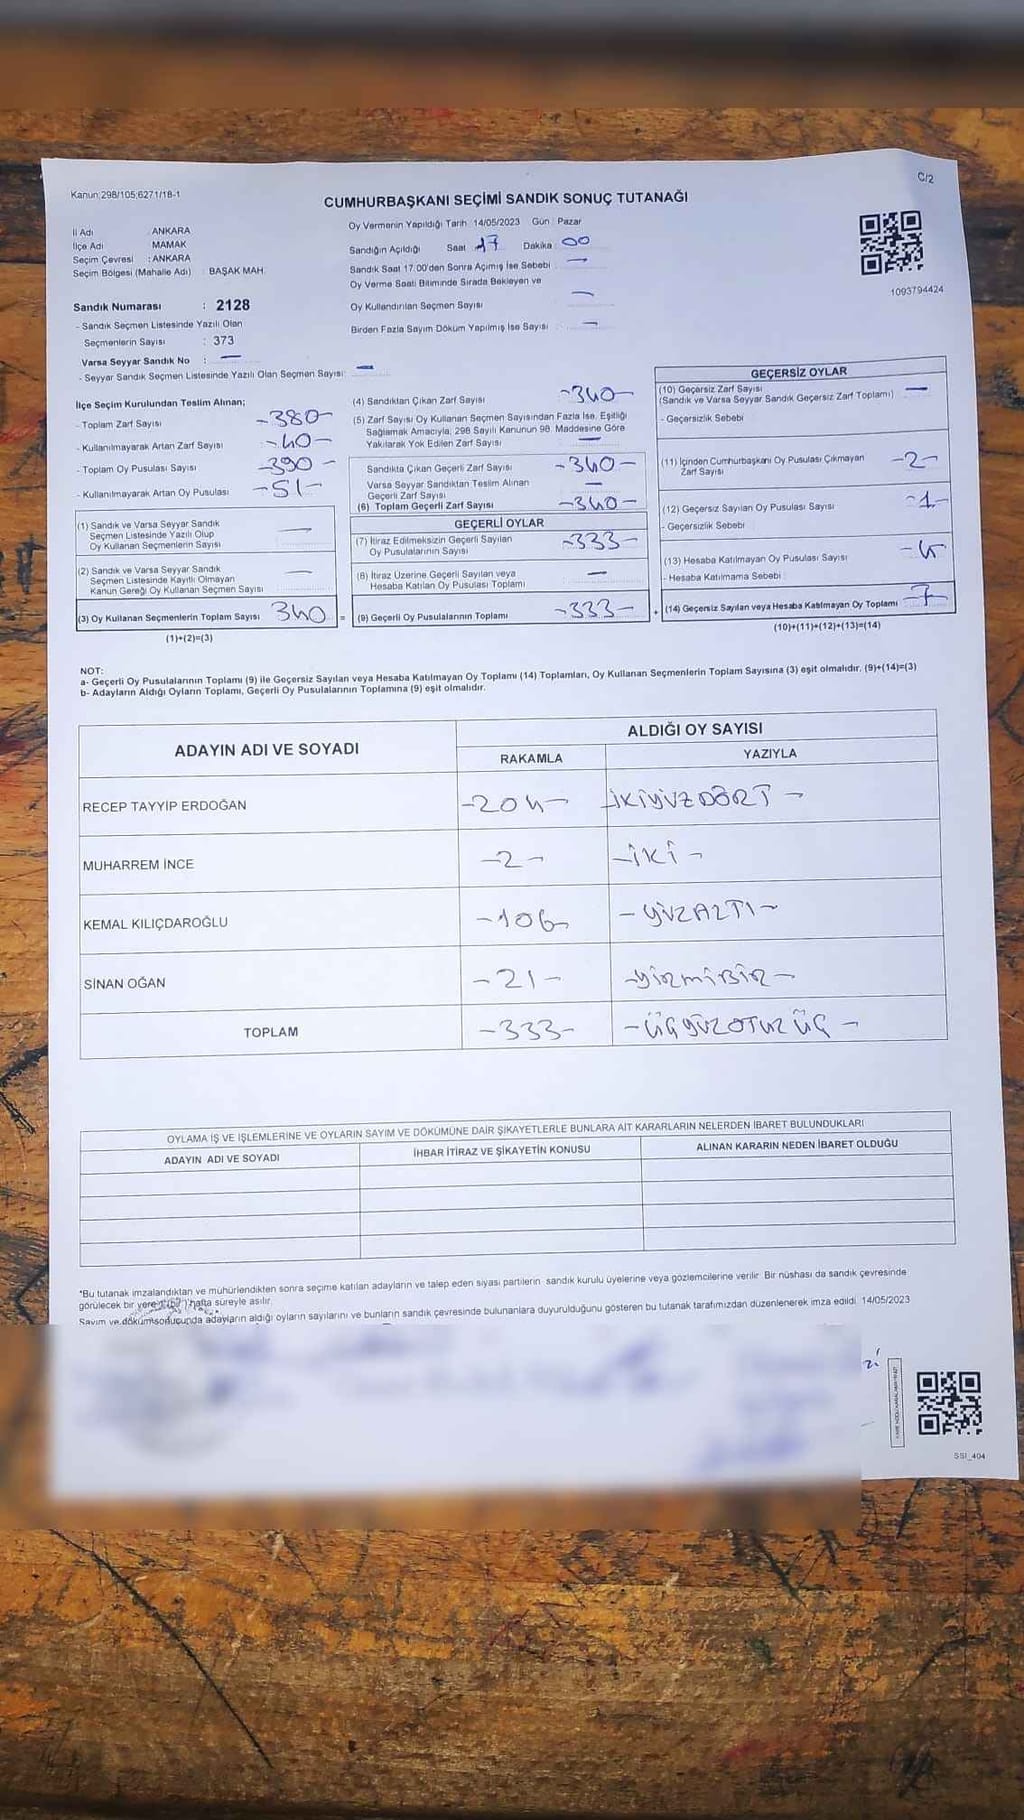 Kanun;298/105;6271/18-1
C/2
CUMHURBAŞKANI SEÇİMİ SANDIK SONUÇ TUTANAĞI
İl Adı : ANKARA
İlçe Adı MAMAK
Seçim Çevresi : ANKARA
Seçim Bölgesi (Mahalle Adı) : BAŞAK MAH.
Oy Vermenin Yapıldığı Tarih 14/05/2023 Gün : Pazar
Sandığın Açıldığı Saat 17 Dakika : 00
Sandık Saat 17:00'den Sonra Açılmış İse Sebebi : —
Oy Verme Saati Bitiminde Sırada Bekleyen ve
Oy Kullandırılan Seçmen Sayısı —
Birden Fazla Sayım Döküm Yapılmış İse Sayısı : —
1093794424
Sandık Numarası : 2128
- Sandık Seçmen Listesinde Yazılı Olan
Seçmenlerin Sayısı : 373
Varsa Seyyar Sandık No : —
- Seyyar Sandık Seçmen Listesinde Yazılı Olan Seçmen Sayısı: —
İlçe Seçim Kurulundan Teslim Alınan;
- Toplam Zarf Sayısı -380-
- Kullanılmayarak Artan Zarf Sayısı -40-
- Toplam Oy Pusulası Sayısı -390-
- Kullanılmayarak Artan Oy Pusulası -51-
(1) Sandık ve Varsa Seyyar Sandık
Seçmen Listesinde Yazılı Olup
Oy Kullanan Seçmenlerin Sayısı —
(2) Sandık ve Varsa Seyyar Sandık
Seçmen Listesinde Kayıtlı Olmayan
Kanun Gereği Oy Kullanan Seçmen Sayısı —
(3) Oy Kullanan Seçmenlerin Toplam Sayısı 340 =
(1)+(2)=(3)
(4) Sandıktan Çıkan Zarf Sayısı -340-
(5) Zarf Sayısı Oy Kullanan Seçmen Sayısından Fazla İse, Eşitliği
Sağlamak Amacıyla; 298 Sayılı Kanunun 98. Maddesine Göre
Yakılarak Yok Edilen Zarf Sayısı —
Sandıkta Çıkan Geçerli Zarf Sayısı -340-
Varsa Seyyar Sandıktan Teslim Alınan
Geçerli Zarf Sayısı —
(6) Toplam Geçerli Zarf Sayısı -340-
GEÇERLİ OYLAR
(7) İtiraz Edilmeksizin Geçerli Sayılan
Oy Pusulalarının Sayısı -333-
(8) İtiraz Üzerine Geçerli Sayılan veya
Hesaba Katılan Oy Pusulası Toplamı —
(9) Geçerli Oy Pusulalarının Toplamı -333- +
GEÇERSİZ OYLAR
(10) Geçersiz Zarf Sayısı
(Sandık ve Varsa Seyyar Sandık Geçersiz Zarf Toplamı) —
- Geçersizlik Sebebi
(11) İçinden Cumhurbaşkanı Oy Pusulası Çıkmayan
Zarf Sayısı -2-
(12) Geçersiz Sayılan Oy Pusulası Sayısı -1-
- Geçersizlik Sebebi
(13) Hesaba Katılmayan Oy Pusulası Sayısı -4-
- Hesaba Katılmama Sebebi :
(14) Geçersiz Sayılan veya Hesaba Katılmayan Oy Toplamı 7
(10)+(11)+(12)+(13)=(14)
NOT:
a- Geçerli Oy Pusulalarının Toplamı (9) ile Geçersiz Sayılan veya Hesaba Katılmayan Oy Toplamı (14) Toplamları, Oy Kullanan Seçmenlerin Toplam Sayısına (3) eşit olmalıdır. (9)+(14)=(3)
b- Adayların Aldığı Oyların Toplamı, Geçerli Oy Pusulalarının Toplamına (9) eşit olmalıdır.
ADAYIN ADI VE SOYADI
ALDIĞI OY SAYISI
RAKAMLA YAZIYLA
RECEP TAYYİP ERDOĞAN -204- -İKİYÜZDÖRT-
MUHARREM İNCE -2- -İKİ-
KEMAL KILIÇDAROĞLU -106- -YÜZALTI-
SİNAN OĞAN -21- -YİRMİBİR-
TOPLAM -333- -ÜÇYÜZOTUZÜÇ-
OYLAMA İŞ VE İŞLEMLERİNE VE OYLARIN SAYIM VE DÖKÜMÜNE DAİR ŞİKAYETLERLE BUNLARA AİT KARARLARIN NELERDEN İBARET BULUNDUKLARI
ADAYIN ADI VE SOYADI İHBAR İTİRAZ VE ŞİKAYETİN KONUSU ALINAN KARARIN NEDEN İBARET OLDUĞU
*Bu tutanak imzalandıktan ve mühürlendikten sonra seçime katılan adayların ve talep eden siyasi partilerin sandık kurulu üyelerine veya gözlemcilerine verilir. Bir nüshası da sandık çevresinde
görülecek bir yere bir hafta süreyle asılır.
Sayım ve dökümsonucunda adayların aldığı oyların sayılarını ve bunların sandık çevresinde bulunanlara duyurulduğunu gösteren bu tutanak tarafımızdan düzenlenerek imza edildi. 14/05/2023
SSI_404